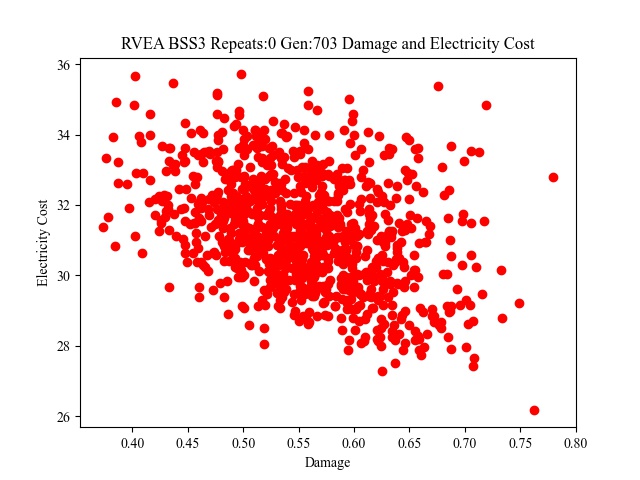 RVEA BSS3 Repeats:0 Gen:703 Damage and Electricity Cost
36
34
32
30
28
26
Electricity Cost
0.40 0.45 0.50 0.55 0.60 0.65 0.70 0.75 0.80
Damage